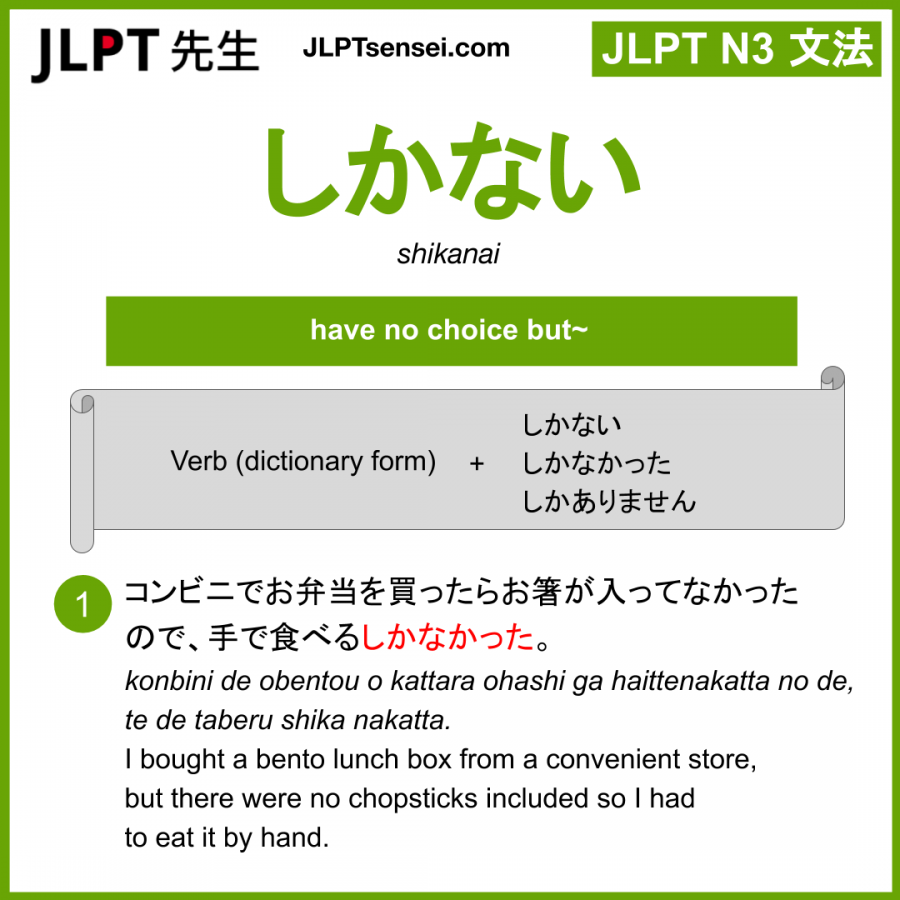 JLPT 先生
JLPTsensei.com
JLPT N3 文法
しかない
shikanai
have no choice but~
Verb (dictionary form) +
しかない
しかなかった
しかありません
1
コンビニでお弁当を買ったらお箸が入ってなかった
ので、手で食べるしかなかった。
konbini de obentou o kattara ohashi ga haittenakatta no de,
te de taberu shika nakatta.
I bought a bento lunch box from a convenient store,
but there were no chopsticks included so I had
to eat it by hand.